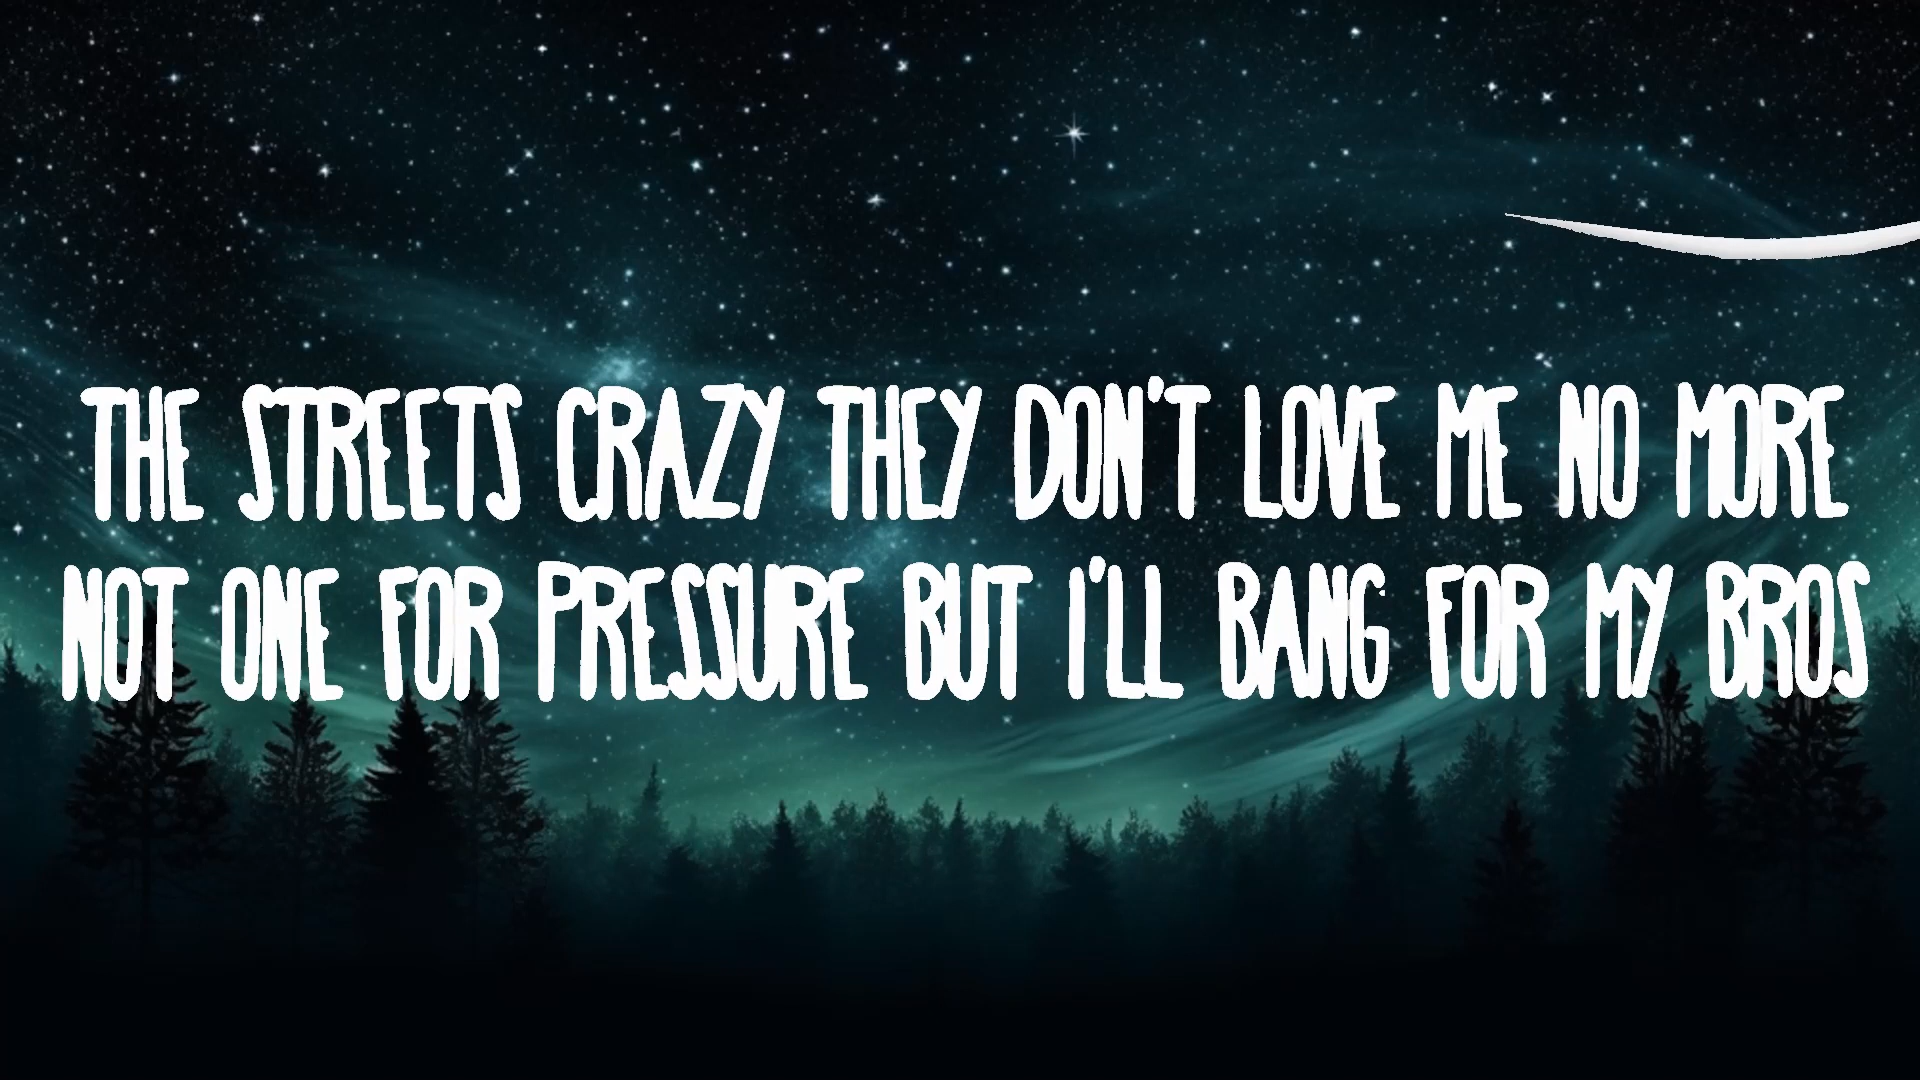 THE STREETS CRAZY THEY DON'T LOVE ME NO MORE
NOT ONE FOR PRESSURE BUT I'LL BANG FOR MY BROS